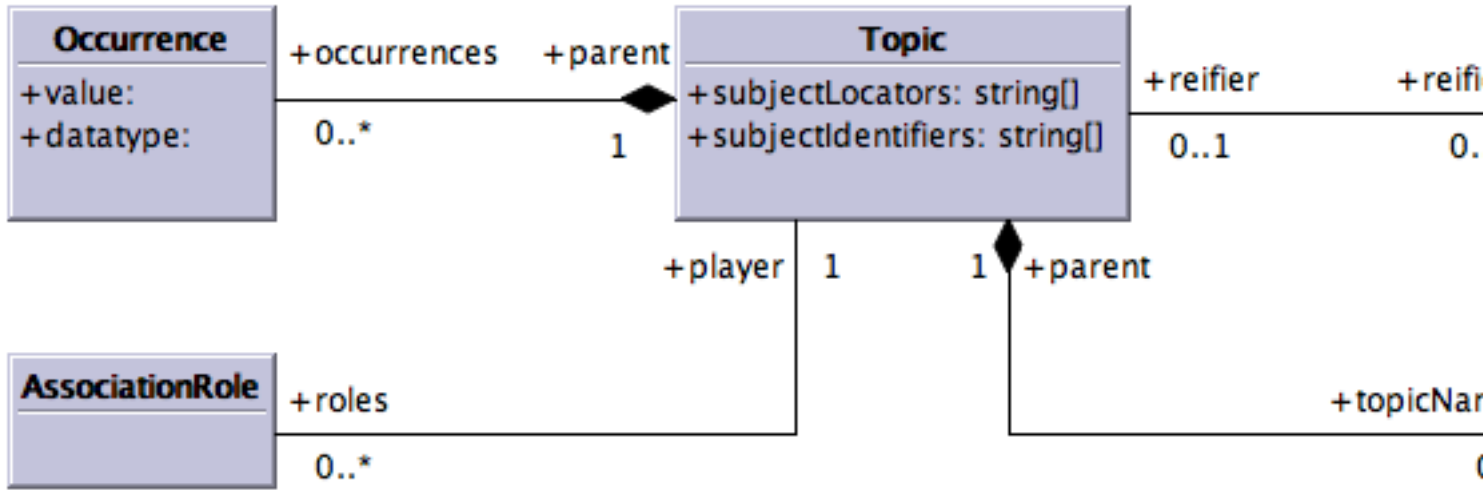 Occurrence
+value:
+datatype:
+occurrences
0..*
+parent
1
Topic
+subjectLocators: string[]
+subjectIdentifiers: string[]
+reifier
0..1
+player
1
1
+parent
AssociationRole
+roles
0..*